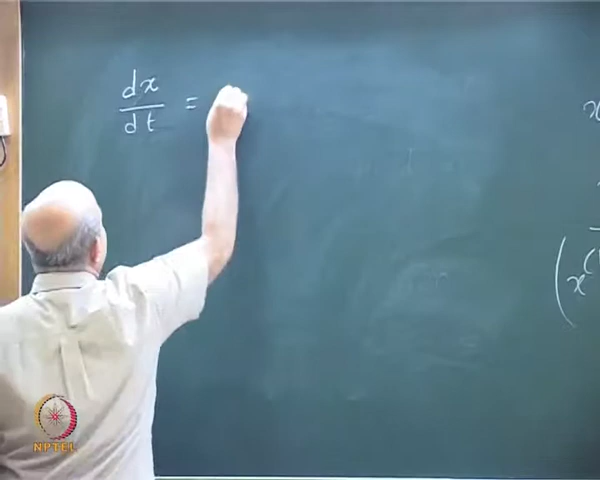 dx/dt =
x
(x(
NPTEL